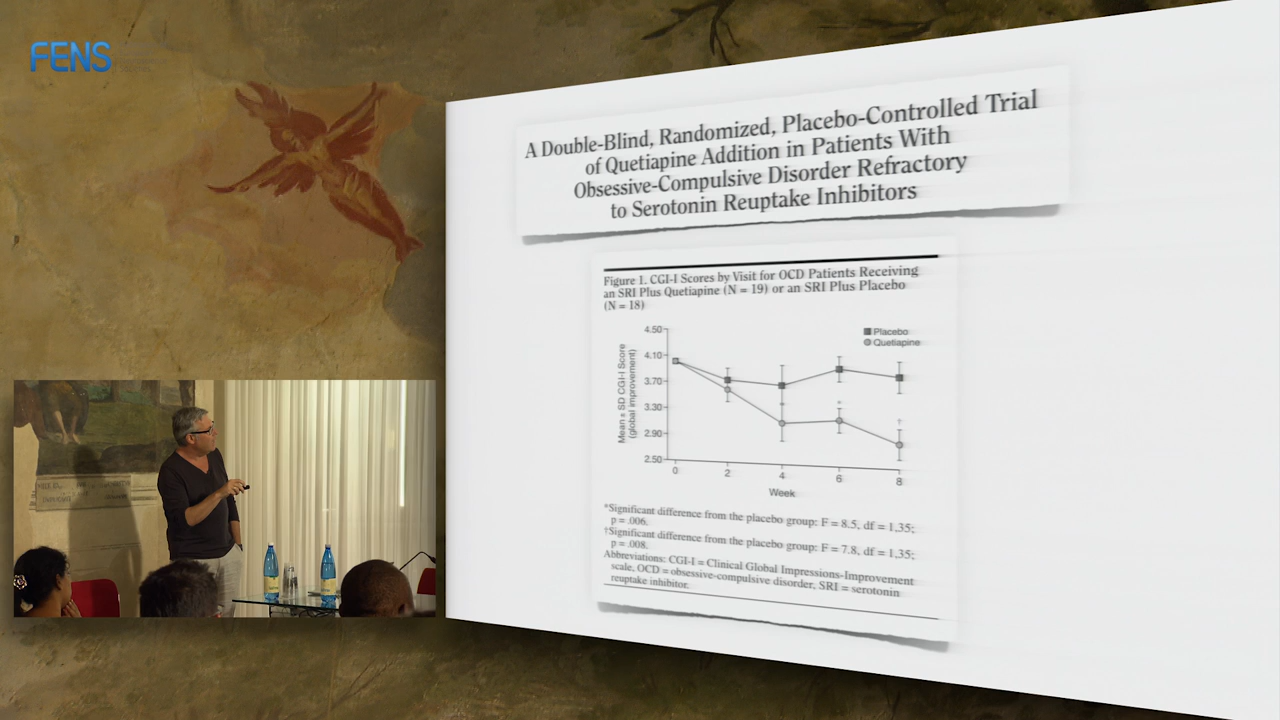 FENS
A Double-Blind, Randomized, Placebo-Controlled Trial
of Quetiapine Addition in Patients With
Obsessive-Compulsive Disorder Refractory
to Serotonin Reuptake Inhibitors
Figure 1. CGI-I Scores by Visit for OCD Patients Receiving
an SRI Plus Quetiapine (N = 19) or an SRI Plus Placebo
(N = 18)
Mean ± SD CGI-I Score
(global improvement)
4.50
4.10
3.70
3.30
2.90
2.50
Placebo
Quetiapine
*
*
†
0 2 4 6 8
Week
*Significant difference from the placebo group: F = 8.5, df = 1,35;
p = .006.
†Significant difference from the placebo group: F = 7.8, df = 1,35;
p = .008.
Abbreviations: CGI-I = Clinical Global Impressions-Improvement
scale, OCD = obsessive-compulsive disorder, SRI = serotonin
reuptake inhibitor.